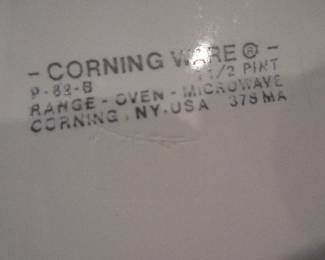 - CORNING WARE ® -
P-83-B 1 1/2 PINT
RANGE - OVEN - MICROWAVE
CORNING, NY. USA 378 MA